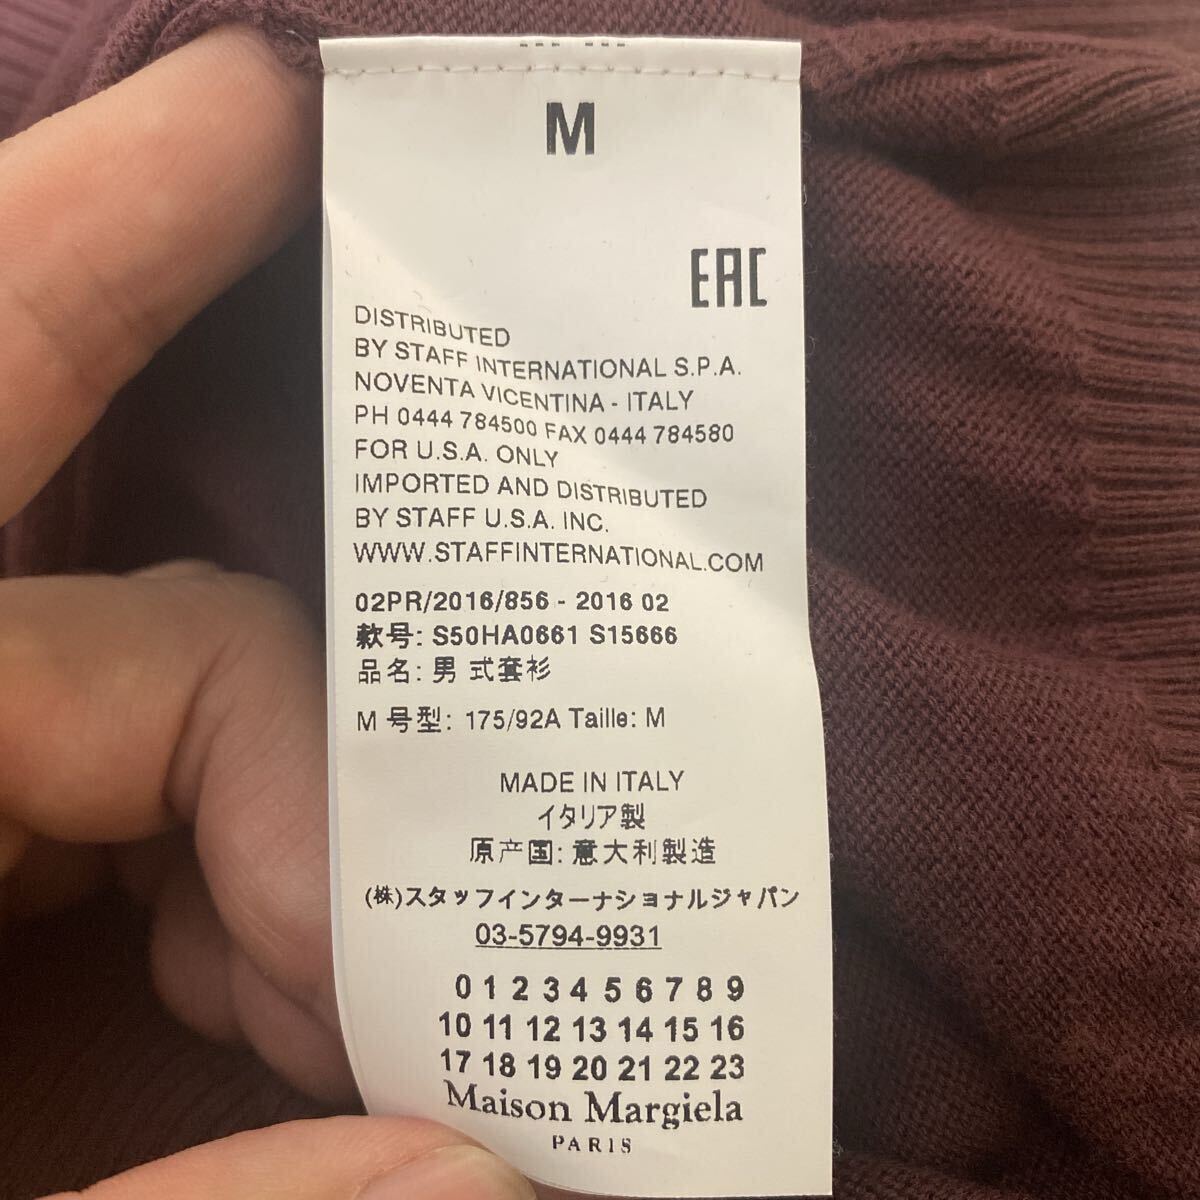 M
EAC
DISTRIBUTED
BY STAFF INTERNATIONAL S.P.A.
NOVENTA VICENTINA - ITALY
PH 0444 784500 FAX 0444 784580
FOR U.S.A. ONLY
IMPORTED AND DISTRIBUTED
BY STAFF U.S.A. INC.
WWW.STAFFINTERNATIONAL.COM
02PR/2016/856 - 2016 02
款号: S50HA0661 S15666
品名: 男 式套衫
M 号型: 175/92A Taille: M
MADE IN ITALY
イタリア製
原产国: 意大利製造
(株)スタッフインターナショナルジャパン
03-5794-9931
0 1 2 3 4 5 6 7 8 9
10 11 12 13 14 15 16
17 18 19 20 21 22 23
Maison Margiela
PARIS